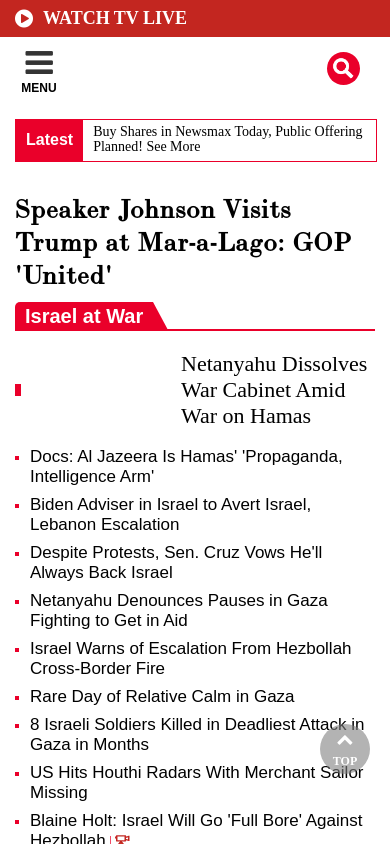 WATCH TV LIVE
MENU
Latest
Buy Shares in Newsmax Today, Public Offering
Planned! See More
Speaker Johnson Visits
Trump at Mar-a-Lago: GOP
'United'
Israel at War
Netanyahu Dissolves
War Cabinet Amid
War on Hamas
Docs: Al Jazeera Is Hamas' 'Propaganda,
Intelligence Arm'
Biden Adviser in Israel to Avert Israel,
Lebanon Escalation
Despite Protests, Sen. Cruz Vows He'll
Always Back Israel
Netanyahu Denounces Pauses in Gaza
Fighting to Get in Aid
Israel Warns of Escalation From Hezbollah
Cross-Border Fire
Rare Day of Relative Calm in Gaza
8 Israeli Soldiers Killed in Deadliest Attack in
Gaza in Months
TOP
US Hits Houthi Radars With Merchant Sailor
Missing
Blaine Holt: Israel Will Go 'Full Bore' Against
Hezbollah |